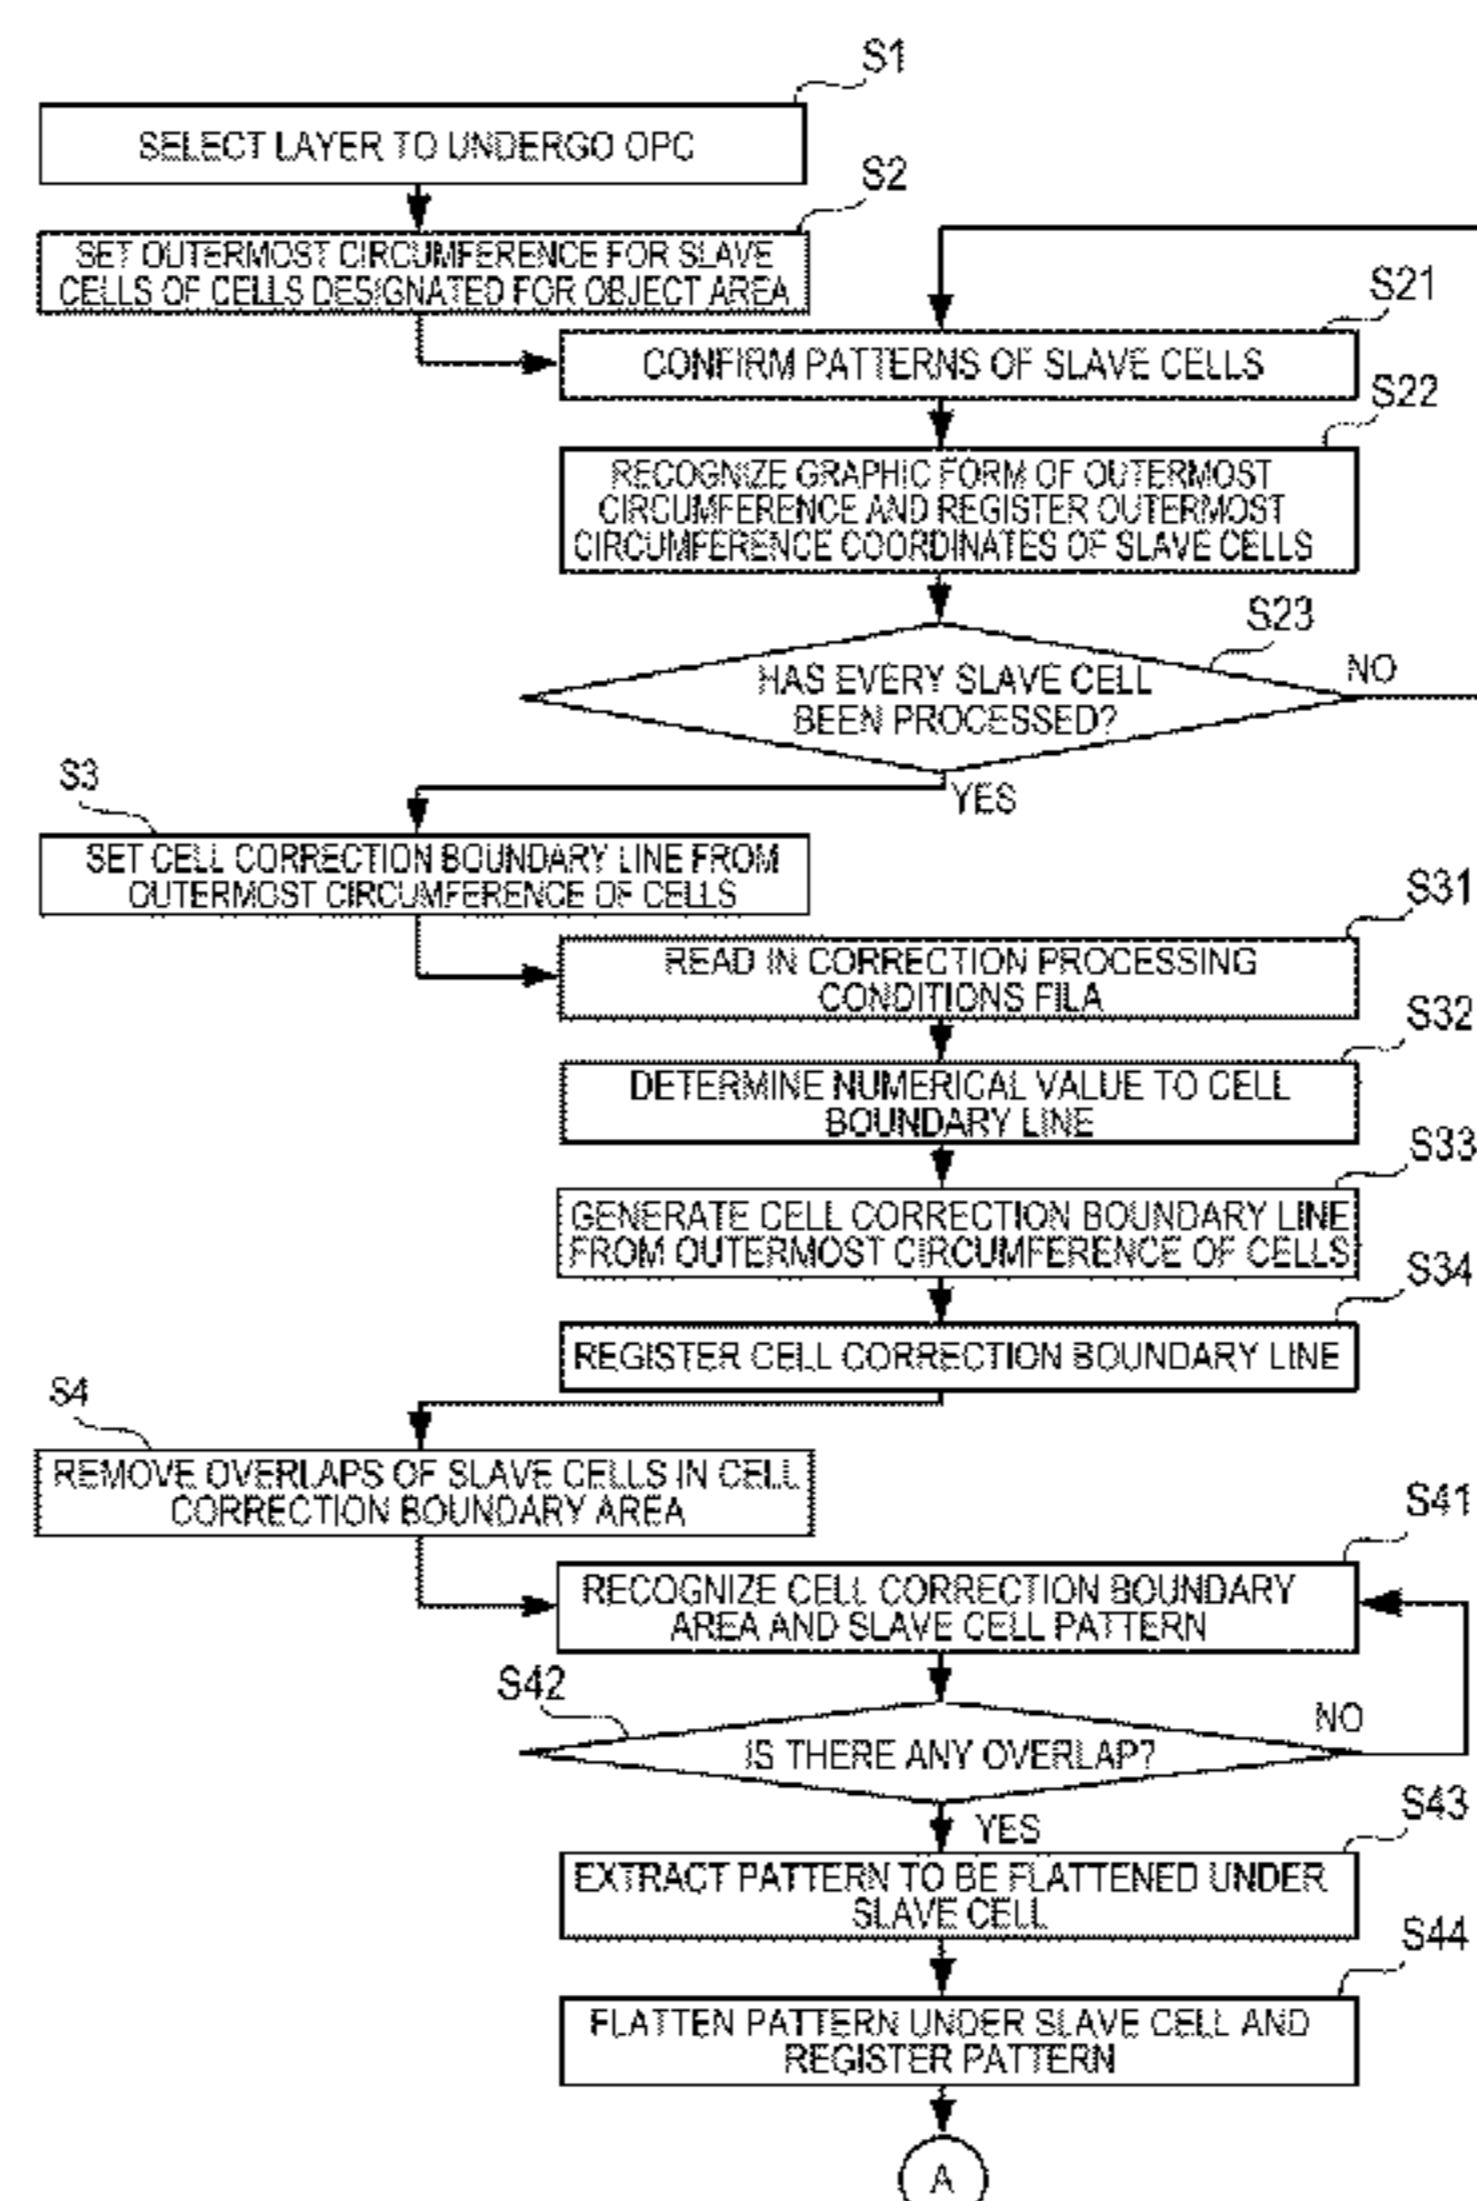 S1
SELECT LAYER TO UNDERGO OPC
S2
SET OUTERMOST CIRCUMFERENCE FOR SLAVE
CELLS OF CELLS DESIGNATED FOR OBJECT AREA
S21
CONFIRM PATTERNS OF SLAVE CELLS
S22
RECOGNIZE GRAPHIC FORM OF OUTERMOST
CIRCUMFERENCE AND REGISTER OUTERMOST
CIRCUMFERENCE COORDINATES OF SLAVE CELLS
S23
HAS EVERY SLAVE CELL
BEEN PROCESSED?
NO
YES
S3
SET CELL CORRECTION BOUNDARY LINE FROM
OUTERMOST CIRCUMFERENCE OF CELLS
S31
READ IN CORRECTION PROCESSING
CONDITIONS FILA
S32
DETERMINE NUMERICAL VALUE TO CELL
BOUNDARY LINE
S33
GENERATE CELL CORRECTION BOUNDARY LINE
FROM OUTERMOST CIRCUMFERENCE OF CELLS
S34
REGISTER CELL CORRECTION BOUNDARY LINE
S4
REMOVE OVERLAPS OF SLAVE CELLS IN CELL
CORRECTION BOUNDARY AREA
S41
RECOGNIZE CELL CORRECTION BOUNDARY
AREA AND SLAVE CELL PATTERN
S42
IS THERE ANY OVERLAP?
NO
YES
S43
EXTRACT PATTERN TO BE FLATTENED UNDER
SLAVE CELL
S44
FLATTEN PATTERN UNDER SLAVE CELL AND
REGISTER PATTERN
A